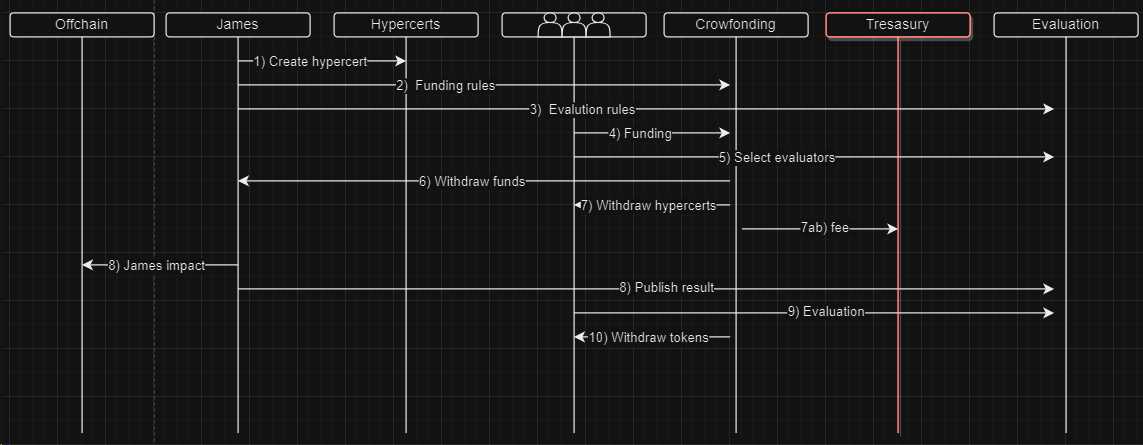 Offchain
James
Hypercerts
Crowfonding
Tresasury
Evaluation
1) Create hypercert
2) Funding rules
3) Evalution rules
4) Funding
5) Select evaluators
6) Withdraw funds
7) Withdraw hypercerts
7ab) fee
8) James impact
8) Publish result
9) Evaluation
10) Withdraw tokens